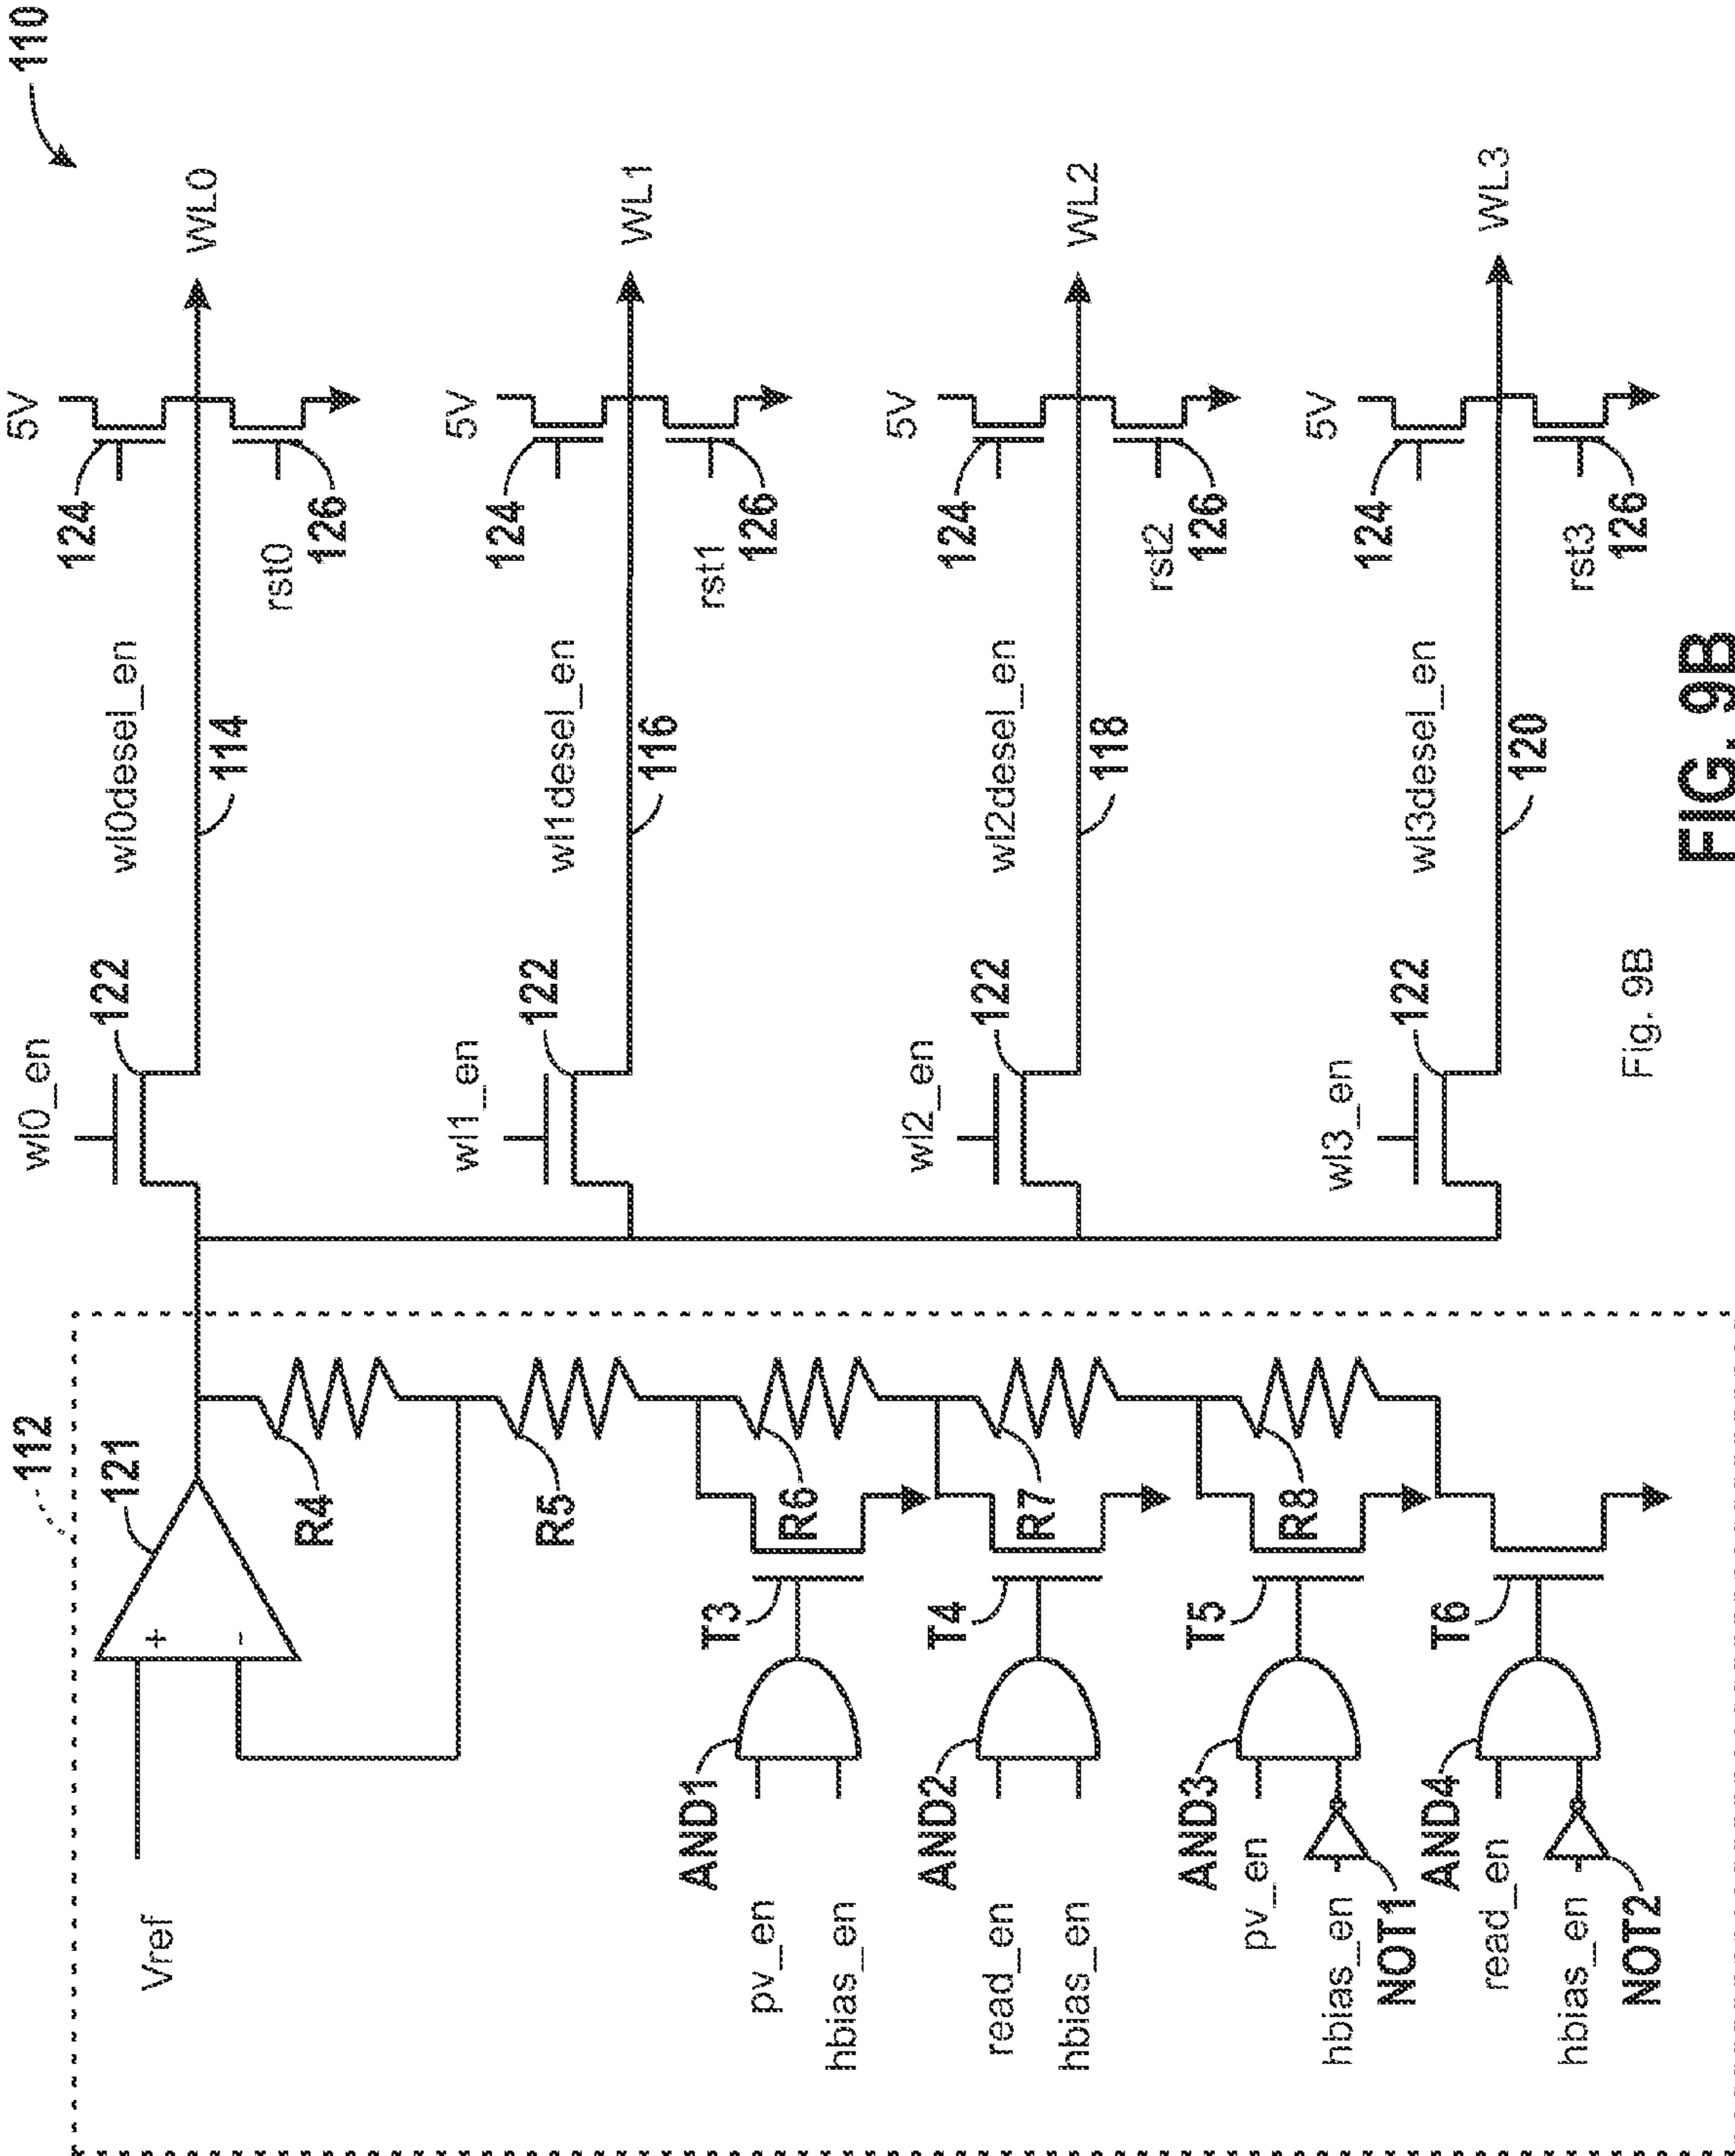 110
112
121
Vref
+
-
R4
R5
R6
R7
R8
T3
T4
T5
T6
AND1
pv_en
hbias_en
AND2
read_en
hbias_en
AND3
pv_en
hbias_en
NOT1
AND4
read_en
hbias_en
NOT2
wl0_en
122
wl0desel_en
114
5V
124
rst0
126
WL0
wl1_en
122
wl1desel_en
116
5V
124
rst1
126
WL1
wl2_en
122
wl2desel_en
118
5V
124
rst2
126
WL2
wl3_en
122
wl3desel_en
120
5V
124
rst3
126
WL3
Fig. 9B
FIG. 9B